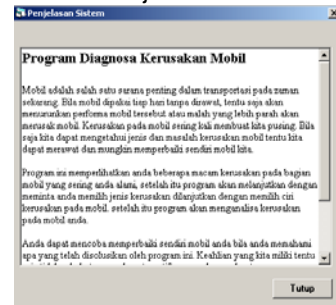 Penjelasan Sistem
Program Diagnosa Kerusakan Mobil
Mobil adalah salah satu sarana penting dalam transportasi pada zaman
sekarang. Bila mobil dipakai tiap hari tanpa dirawat, tentu saja akan
menurunkan performa mobil tersebut atau malah yang lebih parah akan
merusak mobil. Kerusakan pada mobil sering kali membuat kita pusing. Bila
saja kita dapat mengetahui jenis dan masalah kerusakan mobil tentu kita
dapat merawat dan mungkin memperbaiki sendiri mobil kita.
Program ini memperlihatkan anda beberapa macam kerusakan pada bagian
mobil yang sering anda alami, setelah itu program akan melanjutkan dengan
meminta anda memilih jenis kerusakan dilanjutkan dengan memilih ciri
kerusakan pada mobil. setelah itu program akan menganalisa kerusakan
pada mobil anda.
Anda dapat mencoba memperbaiki sendiri mobil anda bila anda memahami
apa yang telah disolusikan oleh program ini. Keahlian yang kita miliki tentu
Tutup